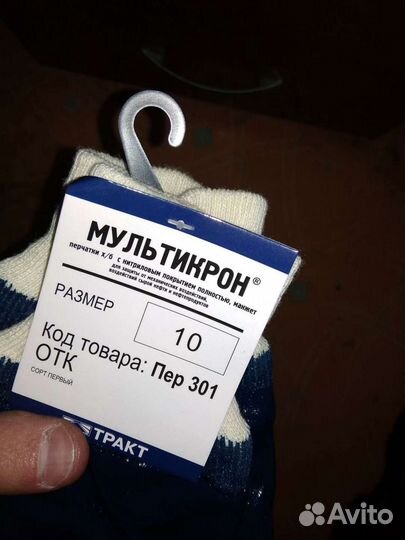 МУЛЬТИКРОН®
перчатки х/б с нитриловым покрытием полностью, манжет
для защиты от механических воздействий,
воздействий сырой нефти и нефтепродуктов
РАЗМЕР
10
Код товара: Пер 301
ОТК
СОРТ ПЕРВЫЙ
ТРАКТ
Avito